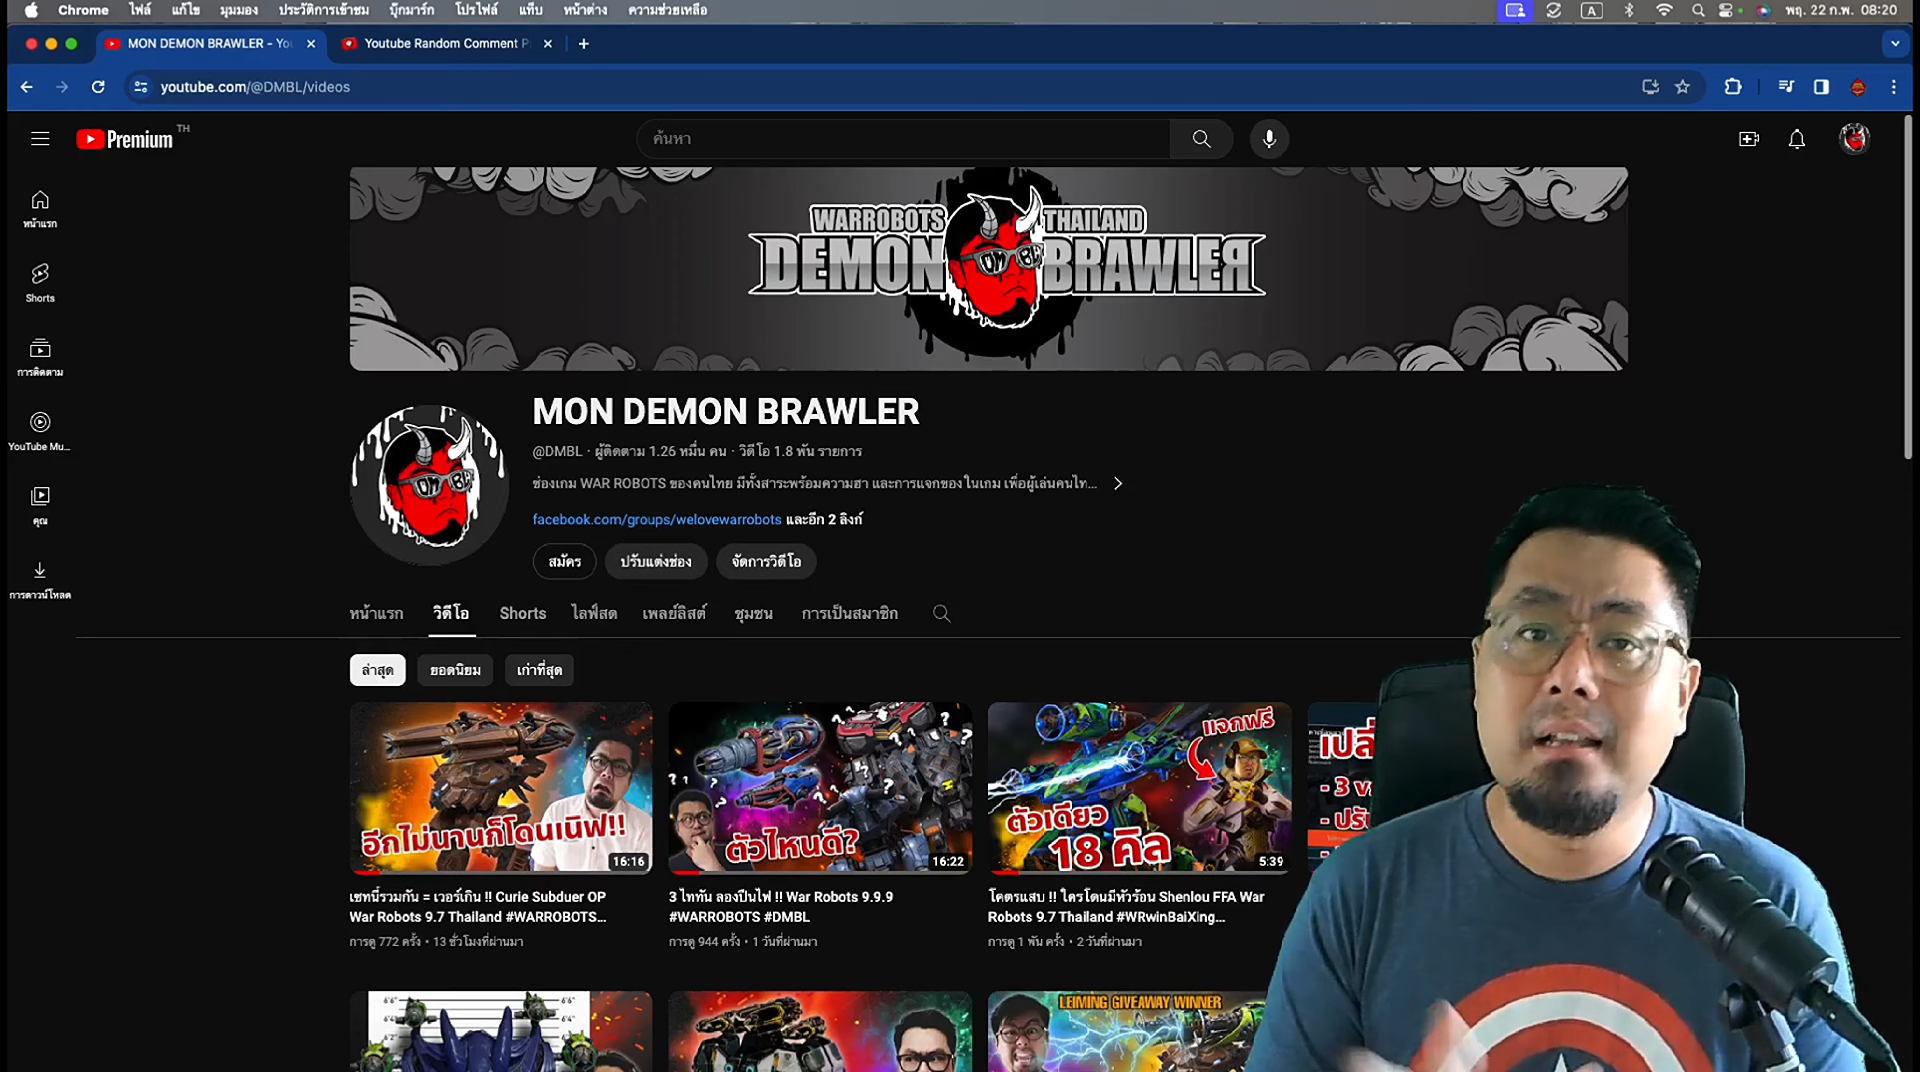 Chrome ไฟล์ แก้ไข มุมมอง ประวัติการเข้าชม บุ๊กมาร์ก โปรไฟล์ แท็บ หน้าต่าง ความช่วยเหลือ
A พฤ. 22 ก.พ. 08:20
MON DEMON BRAWLER - Yo
Youtube Random Comment P
youtube.com/@DMBL/videos
Premium TH
ค้นหา
หน้าแรก
Shorts
การติดตาม
YouTube Mu...
คุณ
การดาวน์โหลด
WARROBOTS THAILAND
DEMON BRAWLER
DM BL
MON DEMON BRAWLER
@DMBL · ผู้ติดตาม 1.26 หมื่น คน · วิดีโอ 1.8 พัน รายการ
ช่องเกม WAR ROBOTS ของคนไทย มีทั้งสาระพร้อมความฮา และการแจกของในเกม เพื่อผู้เล่นคนไท...
facebook.com/groups/welovewarrobots และอีก 2 ลิงก์
สมัคร ปรับแต่งช่อง จัดการวิดีโอ
หน้าแรก วิดีโอ Shorts ไลฟ์สด เพลย์ลิสต์ ชุมชน การเป็นสมาชิก
ล่าสุด ยอดนิยม เก่าที่สุด
อีกไม่นานก็โดนเนิฟ!!
16:16
ตัวไหนดี?
16:22
แจกฟรี
ตัวเดียว
18 คิล
5:39
เปลี่
- 3 v
- ปรับ
เซทนี้รวมกัน = เวอร์เกิน !! Curie Subduer OP
War Robots 9.7 Thailand #WARROBOTS...
การดู 772 ครั้ง • 13 ชั่วโมงที่ผ่านมา
3 ไททัน ลองปืนไฟ !! War Robots 9.9.9
#WARROBOTS #DMBL
การดู 944 ครั้ง • 1 วันที่ผ่านมา
โคตรแสบ !! ใครโดนมีหัวร้อน Shenlou FFA War
Robots 9.7 Thailand #WRwinBaiXing...
การดู 1 พัน ครั้ง • 2 วันที่ผ่านมา
6'6" 6'6"
6'4" 6'4"
6'2"
LEIMING GIVEAWAY WINNER